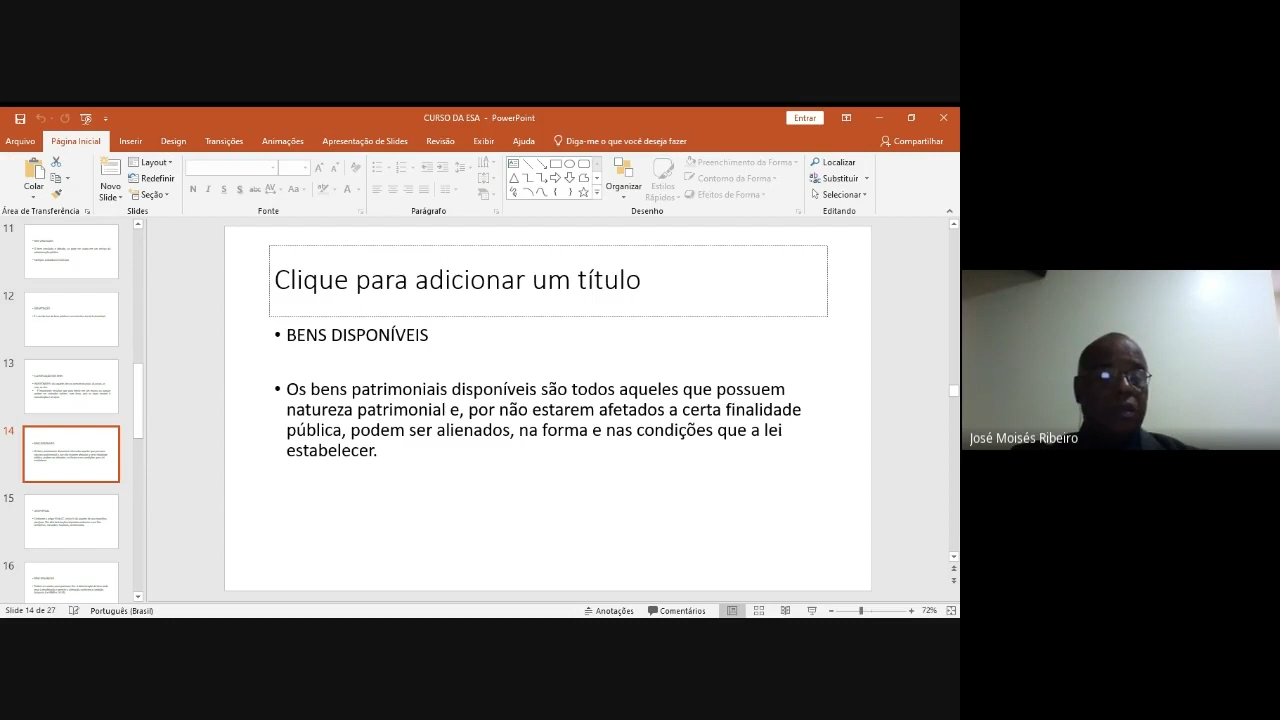 CURSO DA ESA - PowerPoint
Entrar
Arquivo
Página Inicial
Inserir
Design
Transições
Animações
Apresentação de Slides
Revisão
Exibir
Ajuda
Diga-me o que você deseja fazer
Compartilhar
Colar
Novo
Slide
Layout
Redefinir
Seção
N I S S abc AV Aa A
Organizar
Estilos
Rápidos
Preenchimento da Forma
Contorno da Forma
Efeitos de Forma
Localizar
Substituir
Selecionar
Área de Transferência
Slides
Fonte
Parágrafo
Desenho
Editando
11
12
13
14
15
16
Clique para adicionar um título
• BENS DISPONÍVEIS
• Os bens patrimoniais disponíveis são todos aqueles que possuem
natureza patrimonial e, por não estarem afetados a certa finalidade
pública, podem ser alienados, na forma e nas condições que a lei
estabelecer.
José Moisés Ribeiro
Slide 14 de 27
Português (Brasil)
Anotações
Comentários
72%